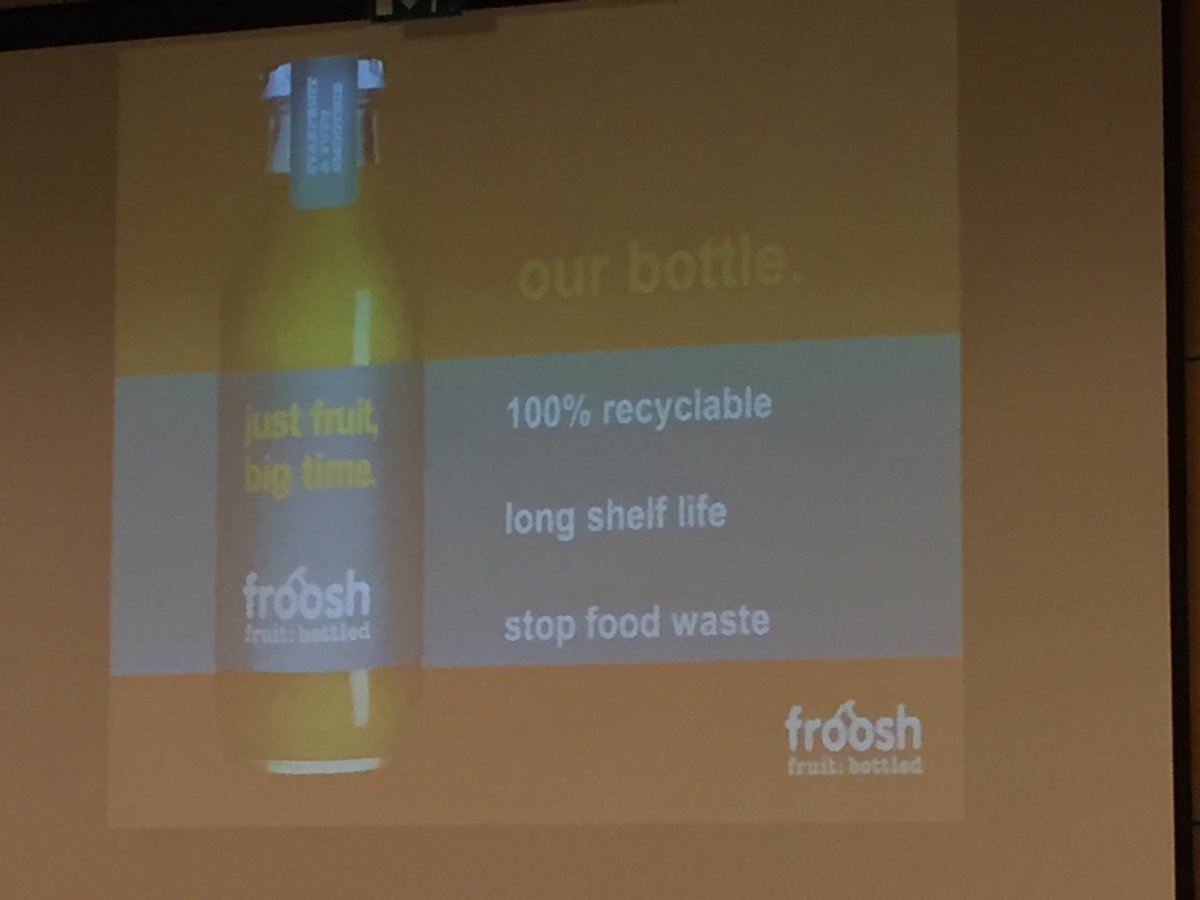 our bottle.
just fruit,
big time.
froosh
fruit: bottled
100% recyclable
long shelf life
stop food waste
froosh
fruit: bottled